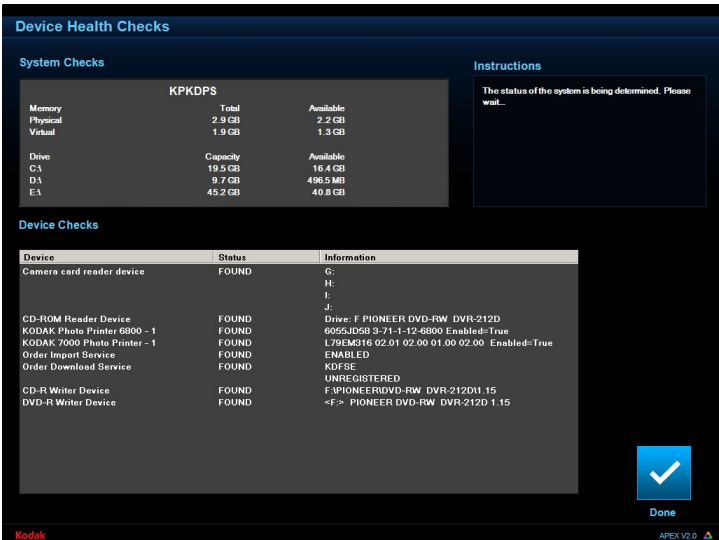 Device Health Checks
System Checks
KPKDPS
Memory Total Available
Physical 2.9 GB 2.2 GB
Virtual 1.9 GB 1.3 GB
Drive Capacity Available
C:\ 19.5 GB 16.4 GB
D:\ 9.7 GB 496.5 MB
E:\ 45.2 GB 40.8 GB
Instructions
The status of the system is being determined. Please
wait...
Device Checks
Device Status Information
Camera card reader device FOUND G:
H:
I:
J:
CD-ROM Reader Device FOUND Drive: F PIONEER DVD-RW DVR-212D
KODAK Photo Printer 6800 - 1 FOUND 6055JD58 3-71-1-12-6800 Enabled=True
KODAK 7000 Photo Printer - 1 FOUND L79EM316 02.01 02.00 01.00 02.00 Enabled=True
Order Import Service FOUND ENABLED
Order Download Service FOUND KDFSE
UNREGISTERED
CD-R Writer Device FOUND F:\PIONEER\DVD-RW DVR-212D\1.15
DVD-R Writer Device FOUND <F:> PIONEER DVD-RW DVR-212D 1.15
Done
Kodak
APEX V2.0